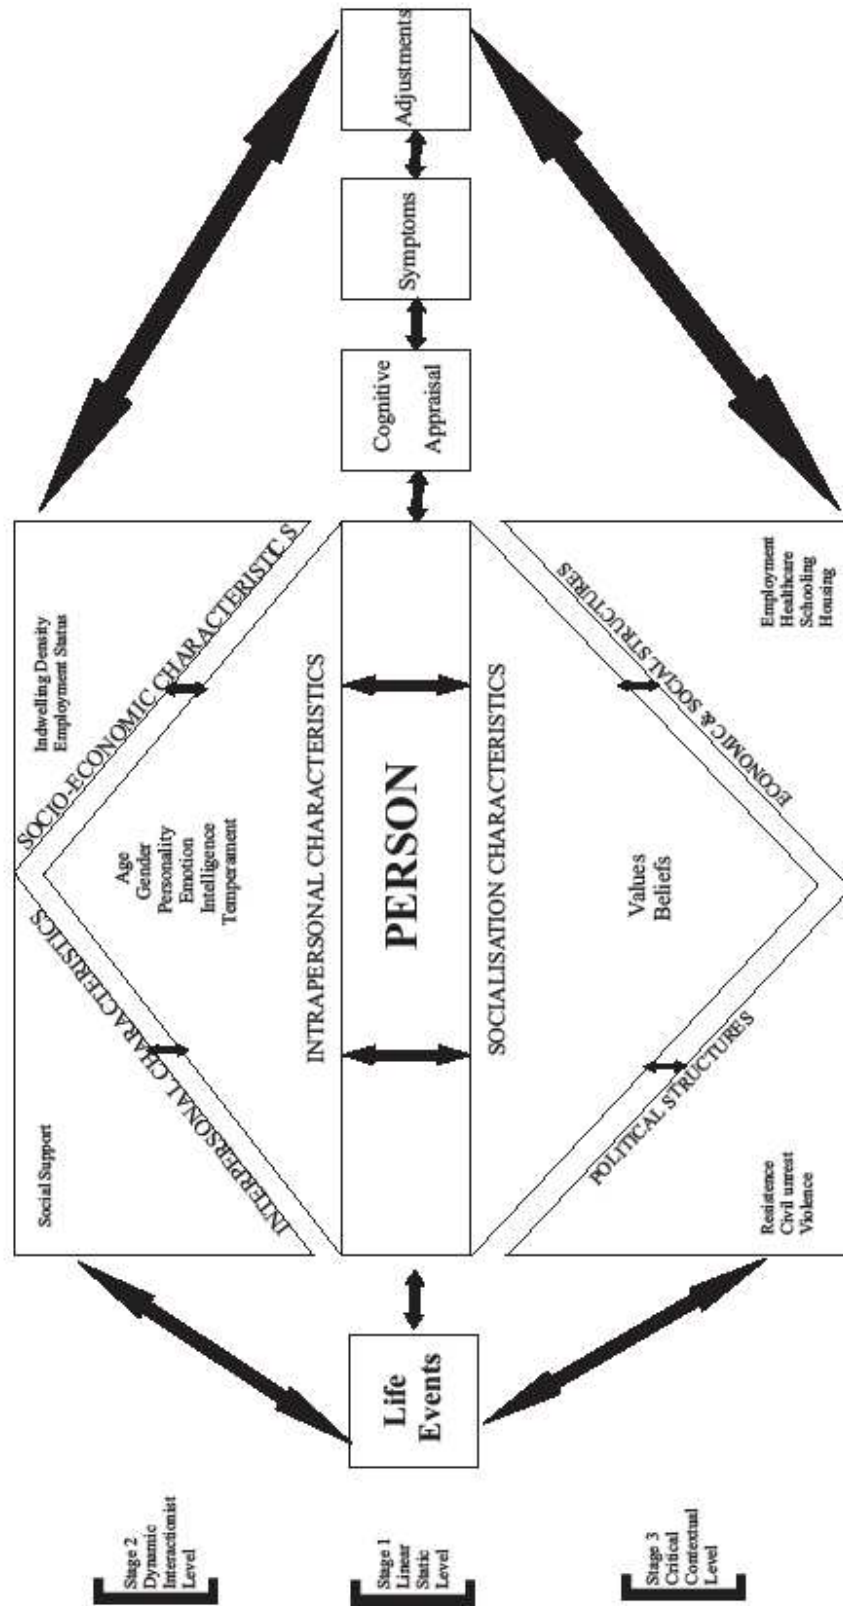 Stage 2
Dynamic
Interactionist
Level
Stage 1
Linear
Static
Level
Stage 3
Critical
Contextual
Level
Life
Events
Social Support
INTERPERSONAL CHARACTERISTICS
Indwelling Density
Employment Status
SOCIO-ECONOMIC CHARACTERISTICS
Age
Gender
Personality
Emotion
Intelligence
Temperament
INTRAPERSONAL CHARACTERISTICS
PERSON
SOCIALISATION CHARACTERISTICS
Values
Beliefs
POLITICAL STRUCTURES
Resistence
Civil unrest
Violence
ECONOMIC & SOCIAL STRUCTURES
Employment
Healthcare
Schooling
Housing
Cognitive
Appraisal
Symptoms
Adjustments